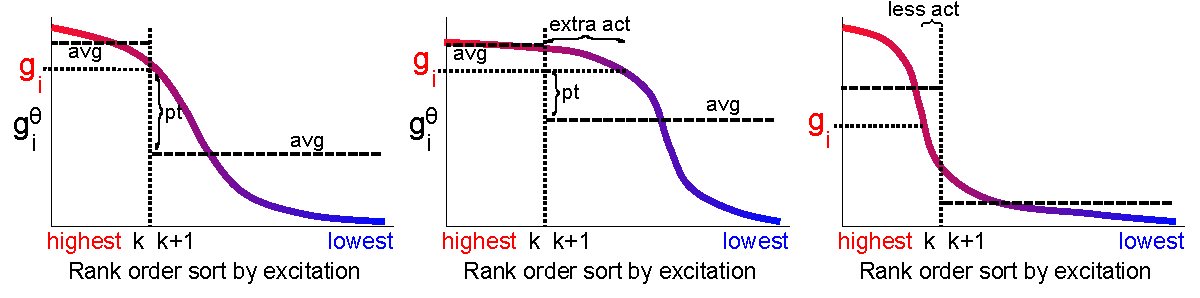 avg
g i
pt
g i θ
avg
highest k k+1 lowest
Rank order sort by excitation
extra act
avg
g i
pt
avg
g i θ
highest k k+1 lowest
Rank order sort by excitation
less act
g i
highest k k+1 lowest
Rank order sort by excitation